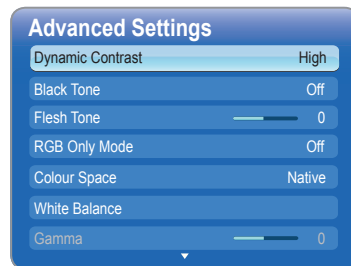 Advanced Settings
Dynamic Contrast High
Black Tone Off
Flesh Tone 0
RGB Only Mode Off
Colour Space Native
White Balance
Gamma 0